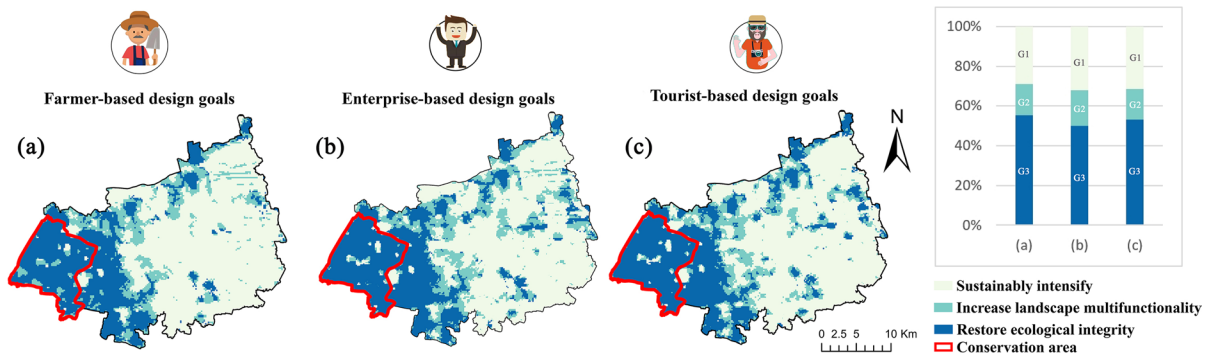 Farmer-based design goals
Enterprise-based design goals
Tourist-based design goals
(a)
(b)
(c)
N
0 2.5 5 10 Km
100%
80%
60%
40%
20%
0%
G1
G2
G3
G1
G2
G3
G1
G2
G3
(a)
(b)
(c)
Sustainably intensify
Increase landscape multifunctionality
Restore ecological integrity
Conservation area